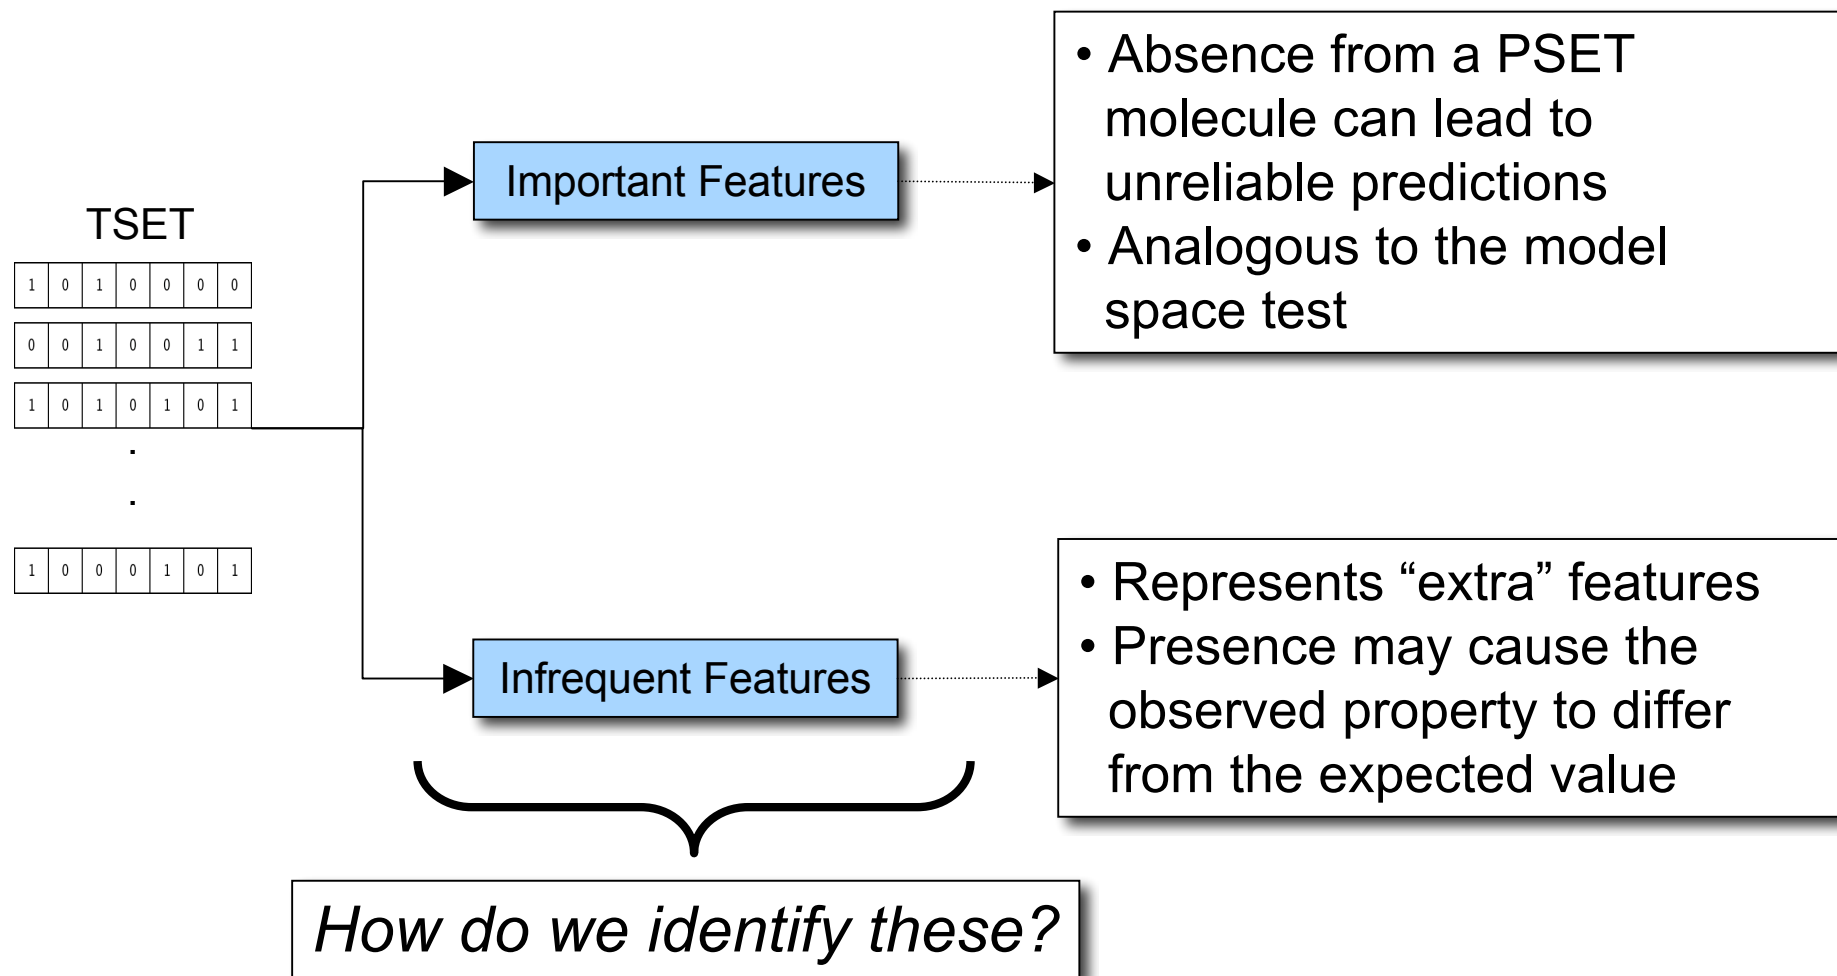 TSET
1 0 1 0 0 0 0
0 0 1 0 0 1 1
1 0 1 0 1 0 1
.
.
1 0 0 0 1 0 1
Important Features
• Absence from a PSET
molecule can lead to
unreliable predictions
• Analogous to the model
space test
Infrequent Features
• Represents “extra” features
• Presence may cause the
observed property to differ
from the expected value
How do we identify these?